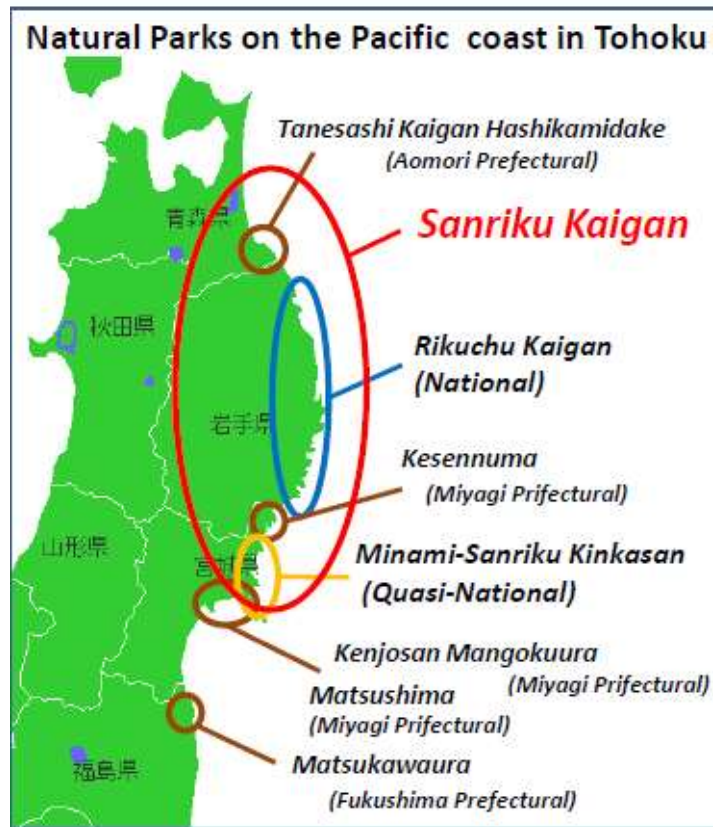 Natural Parks on the Pacific coast in Tohoku
Tanesashi Kaigan Hashikamidake
(Aomori Prefectural)
青森県
Sanriku Kaigan
秋田県
Rikuchu Kaigan
(National)
岩手県
Kesennuma
(Miyagi Prifectural)
山形県
宮城県
Minami-Sanriku Kinkasan
(Quasi-National)
Kenjosan Mangokuura
(Miyagi Prifectural)
Matsushima
(Miyagi Prifectural)
Matsukawaura
福島県
(Fukushima Prefectural)